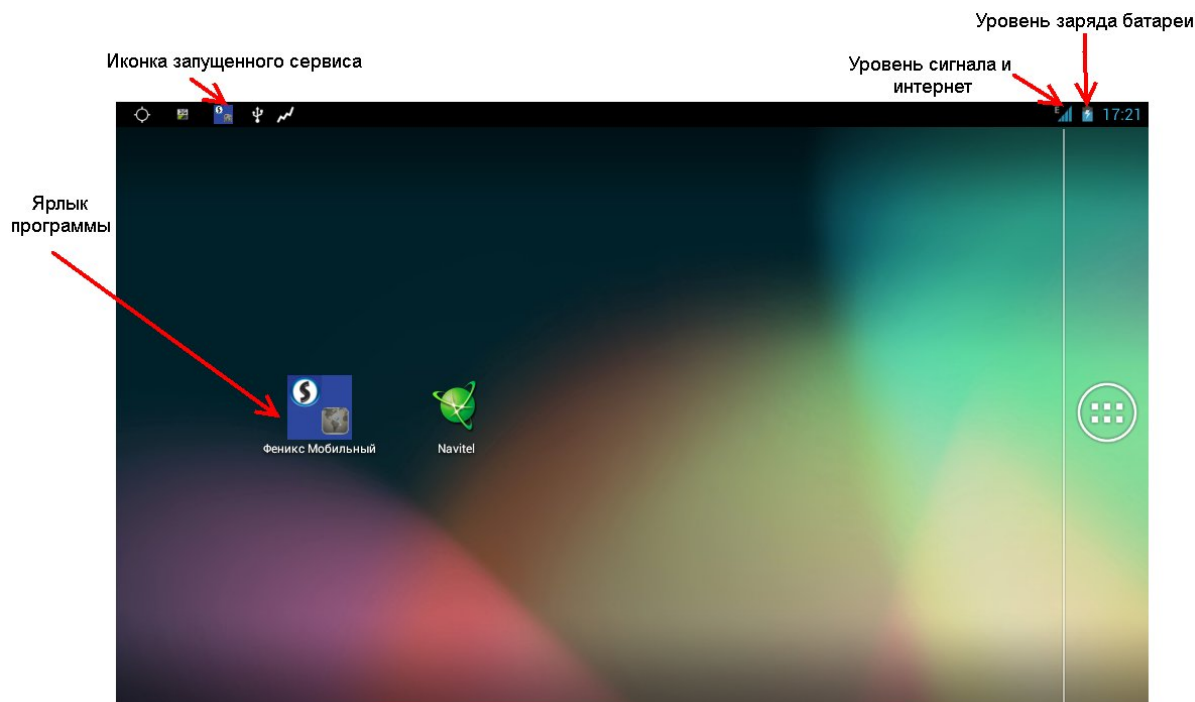 Уровень заряда батареи
Иконка запущенного сервиса
Уровень сигнала и
интернет
E
17:21
Ярлык
программы
Феникс Мобильный
Navitel